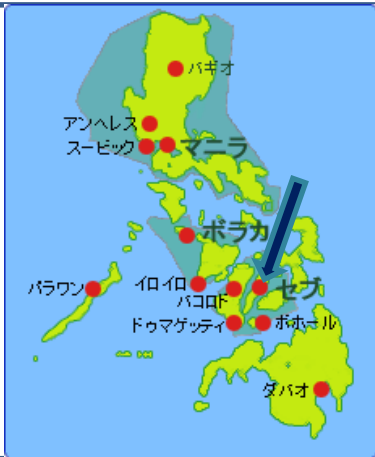 バギオ
アンヘレス
スービック
マニラ
ボラカ
パラワン
イロイロ
セブ
バコロド
ドゥマゲッティ
ボホール
ダバオ